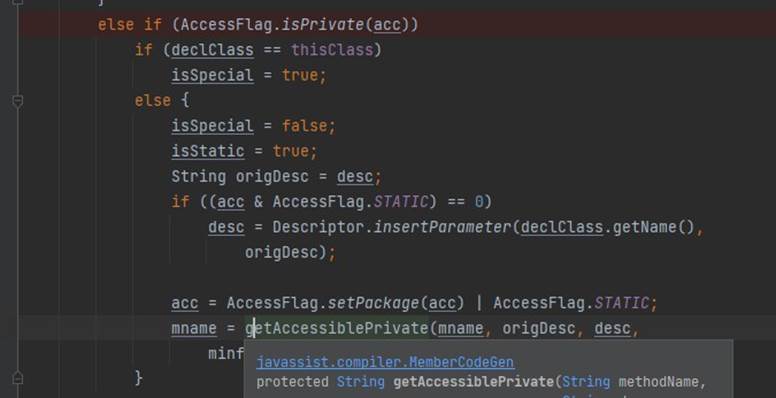 else if (AccessFlag.isPrivate(acc))
if (declClass == thisClass)
isSpecial = true;
else {
isSpecial = false;
isStatic = true;
String origDesc = desc;
if ((acc & AccessFlag.STATIC) == 0)
desc = Descriptor.insertParameter(declClass.getName(),
origDesc);
acc = AccessFlag.setPackage(acc) | AccessFlag.STATIC;
mname = getAccessiblePrivate(mname, origDesc, desc,
minf
}
javassist.compiler.MemberCodeGen
protected String getAccessiblePrivate(String methodName,